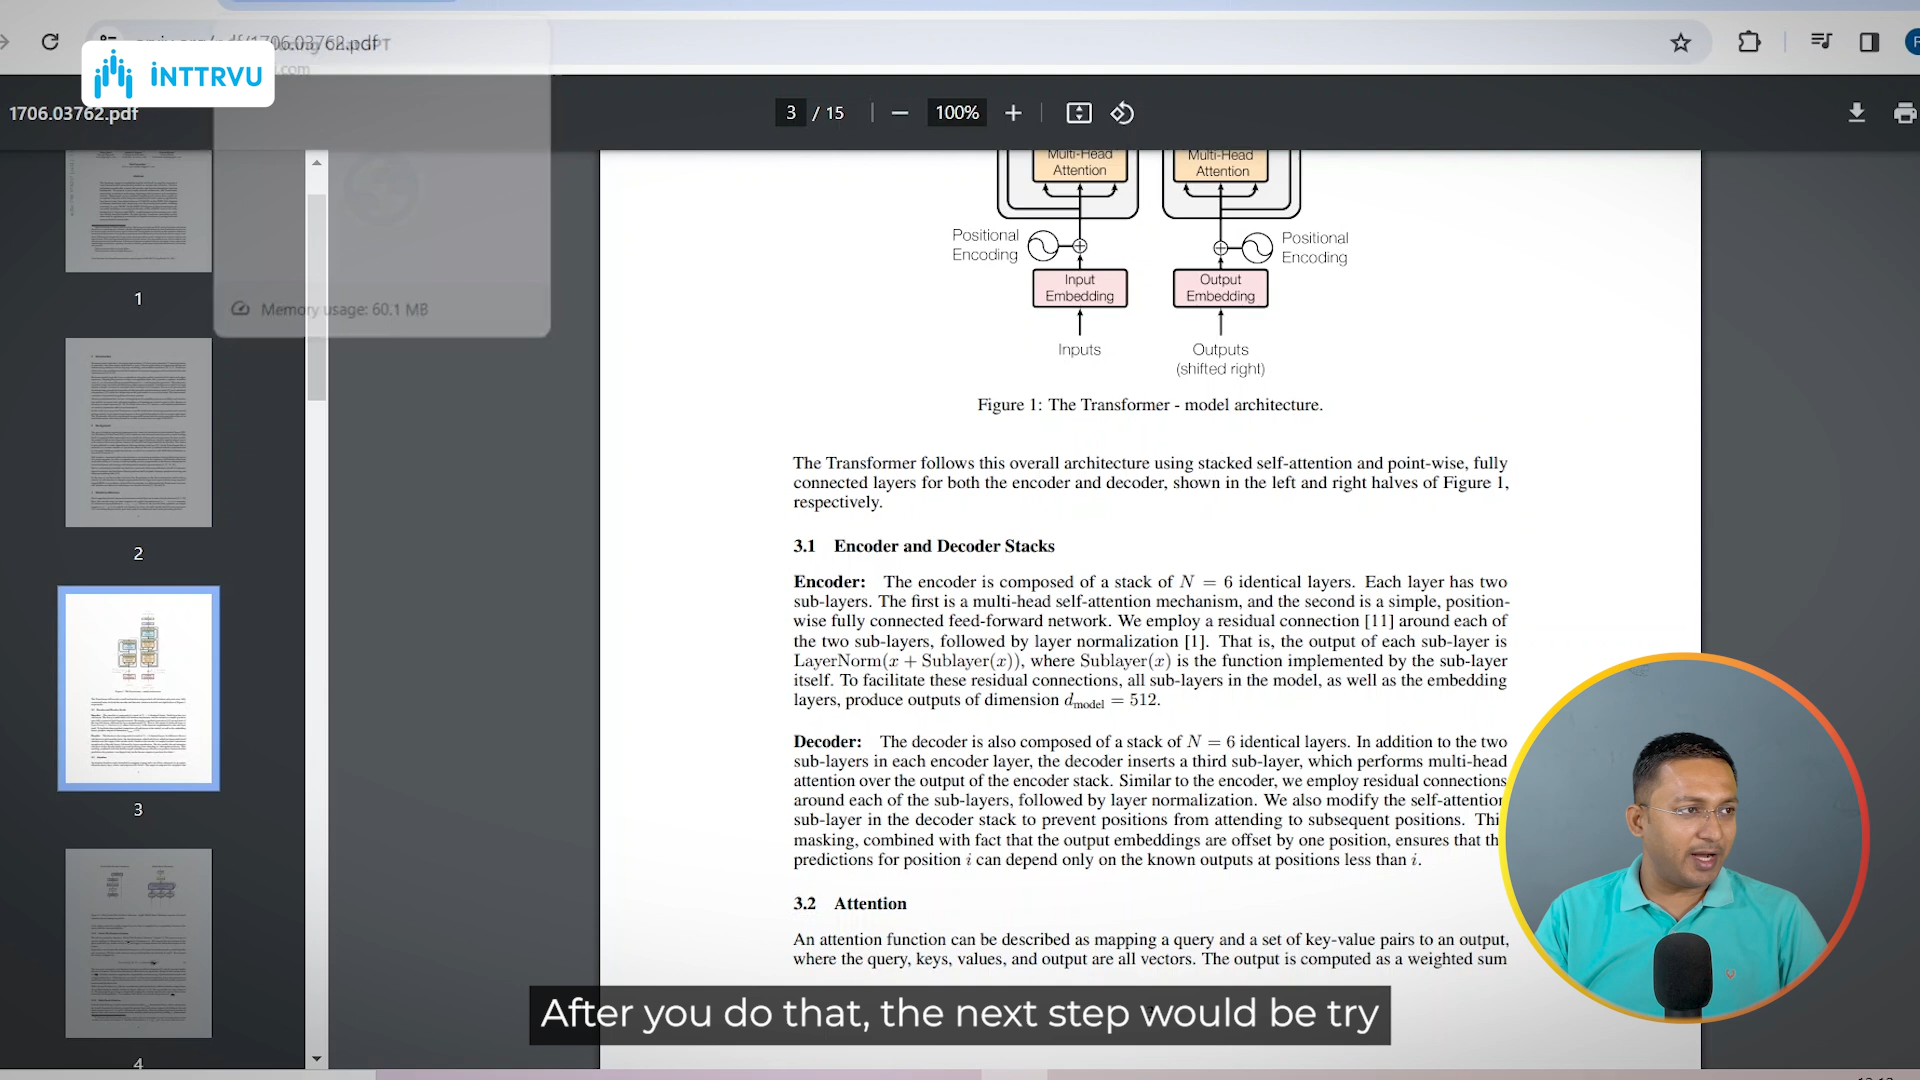 arxiv.org/pdf/1706.03762.pdf
iNTTRVU
1706.03762.pdf
3 / 15
100%
Memory usage: 60.1 MB
1
2
3
4
Multi-Head
Attention
Multi-Head
Attention
Positional
Encoding
Positional
Encoding
Input
Embedding
Output
Embedding
Inputs
Outputs
(shifted right)
Figure 1: The Transformer - model architecture.
The Transformer follows this overall architecture using stacked self-attention and point-wise, fully
connected layers for both the encoder and decoder, shown in the left and right halves of Figure 1,
respectively.
3.1 Encoder and Decoder Stacks
Encoder: The encoder is composed of a stack of N = 6 identical layers. Each layer has two
sub-layers. The first is a multi-head self-attention mechanism, and the second is a simple, position-
wise fully connected feed-forward network. We employ a residual connection [11] around each of
the two sub-layers, followed by layer normalization [1]. That is, the output of each sub-layer is
LayerNorm(x + Sublayer(x)), where Sublayer(x) is the function implemented by the sub-layer
itself. To facilitate these residual connections, all sub-layers in the model, as well as the embedding
layers, produce outputs of dimension d_model = 512.
Decoder: The decoder is also composed of a stack of N = 6 identical layers. In addition to the two
sub-layers in each encoder layer, the decoder inserts a third sub-layer, which performs multi-head
attention over the output of the encoder stack. Similar to the encoder, we employ residual connections
around each of the sub-layers, followed by layer normalization. We also modify the self-attention
sub-layer in the decoder stack to prevent positions from attending to subsequent positions. Thi
masking, combined with fact that the output embeddings are offset by one position, ensures that th
predictions for position i can depend only on the known outputs at positions less than i.
3.2 Attention
An attention function can be described as mapping a query and a set of key-value pairs to an output,
where the query, keys, values, and output are all vectors. The output is computed as a weighted sum
After you do that, the next step would be try